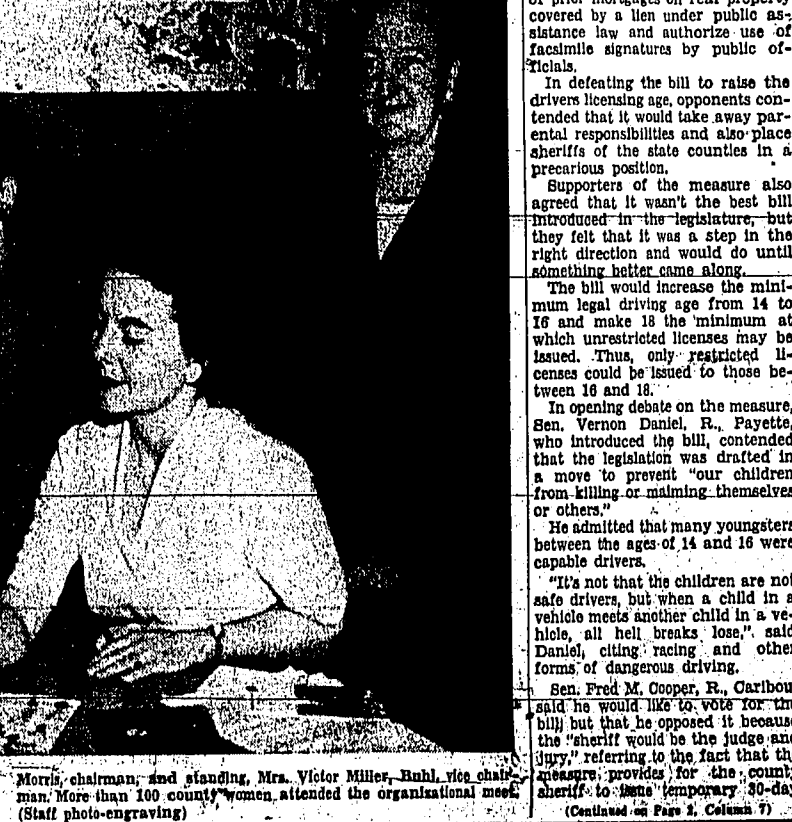 of prior mortgages on real property
covered by a lien under public as-
sistance law and authorize use of
facsimile signatures by public of-
ficials.
In defeating the bill to raise the
drivers licensing age, opponents con-
tended that it would take away par-
ental responsibilities and also place
sheriffs of the state counties in a
precarious position.
Supporters of the measure also
agreed that it wasn't the best bill
introduced in the legislature, but
they felt that it was a step in the
right direction and would do until
something better came along.
The bill would increase the mini-
mum legal driving age from 14 to
16 and make 18 the minimum at
which unrestricted licenses may be
issued. Thus, only restricted li-
censes could be issued to those be-
tween 16 and 18.
In opening debate on the measure,
Sen. Vernon Daniel, R., Payette,
who introduced the bill, contended
that the legislation was drafted in
a move to prevent "our children
from killing or maiming themselves
or others."
He admitted that many youngsters
between the ages of 14 and 16 were
capable drivers.
"It's not that the children are not
safe drivers, but when a child in a
vehicle meets another child in a ve-
hicle, all hell breaks lose," said
Daniel, citing racing and other
forms of dangerous driving.
Sen. Fred M. Cooper, R., Caribou
said he would like to vote for the
bill but that he opposed it because
the "sheriff would be the judge and
jury," referring to the fact that th
measure provides for the count
sheriff to issue temporary 30-day
(Continued on Page 2, Column 7)
Morris, chairman, and standing, Mrs. Victor Miller, Buhl, vice chair-
man. More than 100 county women attended the organizational meet.
(Staff photo-engraving)